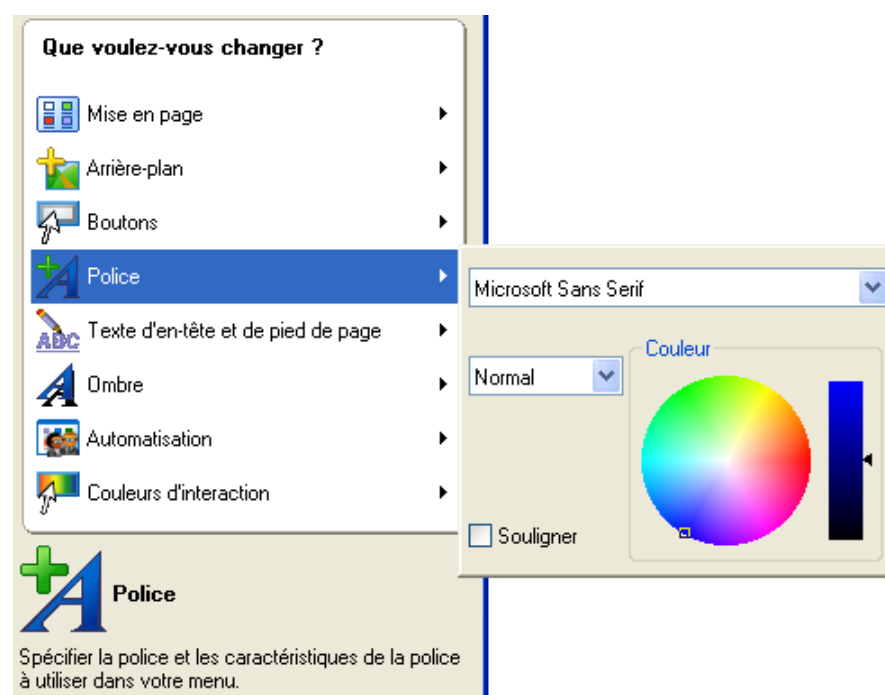 Que voulez-vous changer ?
Mise en page
Arrière-plan
Boutons
Police
Texte d'en-tête et de pied de page
Ombre
Automatisation
Couleurs d'interaction
Microsoft Sans Serif
Normal
Couleur
Souligner
Police
Spécifier la police et les caractéristiques de la police
à utiliser dans votre menu.